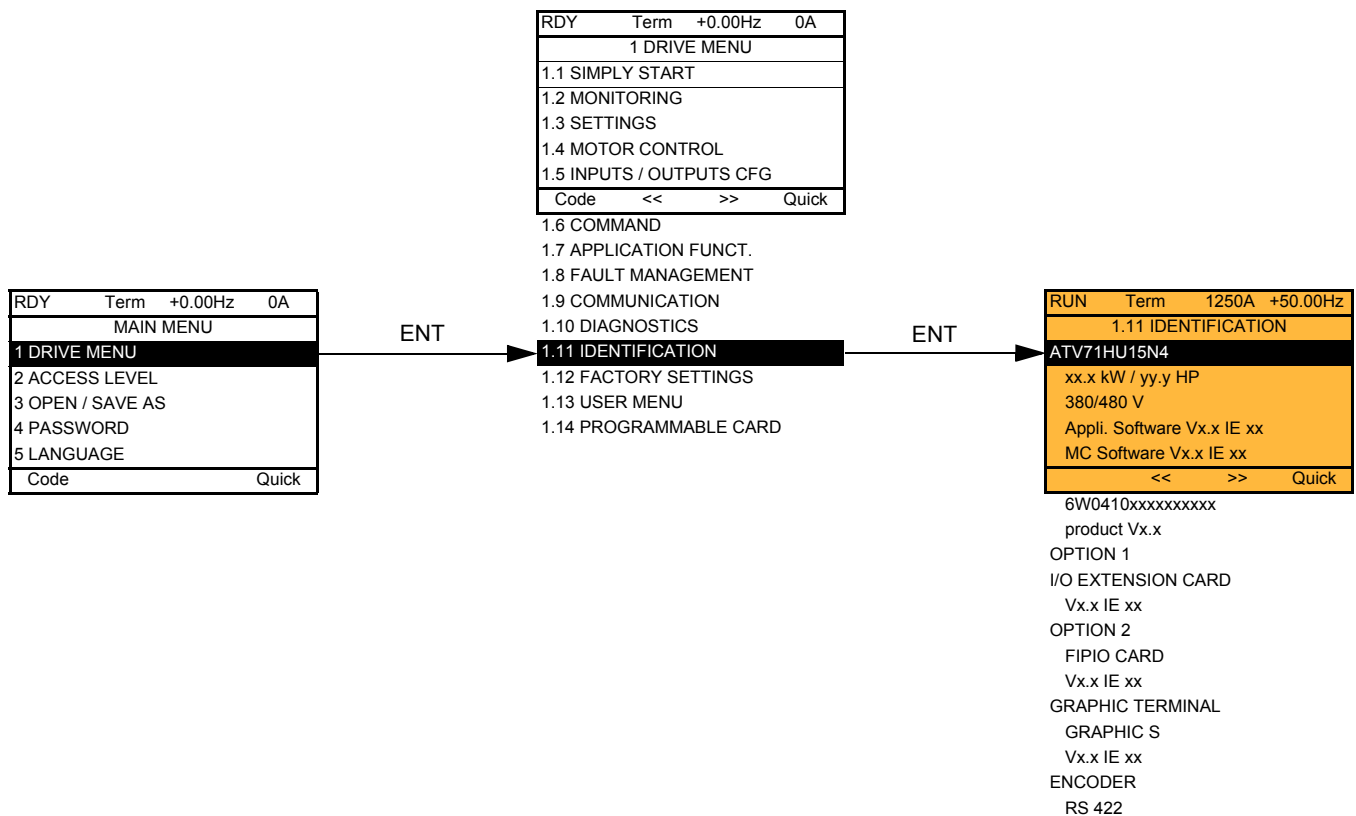 RDY Term +0.00Hz 0A
MAIN MENU
1 DRIVE MENU
2 ACCESS LEVEL
3 OPEN / SAVE AS
4 PASSWORD
5 LANGUAGE
Code Quick
ENT
RDY Term +0.00Hz 0A
1 DRIVE MENU
1.1 SIMPLY START
1.2 MONITORING
1.3 SETTINGS
1.4 MOTOR CONTROL
1.5 INPUTS / OUTPUTS CFG
Code << >> Quick
1.6 COMMAND
1.7 APPLICATION FUNCT.
1.8 FAULT MANAGEMENT
1.9 COMMUNICATION
1.10 DIAGNOSTICS
1.11 IDENTIFICATION
1.12 FACTORY SETTINGS
1.13 USER MENU
1.14 PROGRAMMABLE CARD
ENT
RUN Term 1250A +50.00Hz
1.11 IDENTIFICATION
ATV71HU15N4
xx.x kW / yy.y HP
380/480 V
Appli. Software Vx.x IE xx
MC Software Vx.x IE xx
<< >> Quick
6W0410xxxxxxxxxx
product Vx.x
OPTION 1
I/O EXTENSION CARD
Vx.x IE xx
OPTION 2
FIPIO CARD
Vx.x IE xx
GRAPHIC TERMINAL
GRAPHIC S
Vx.x IE xx
ENCODER
RS 422